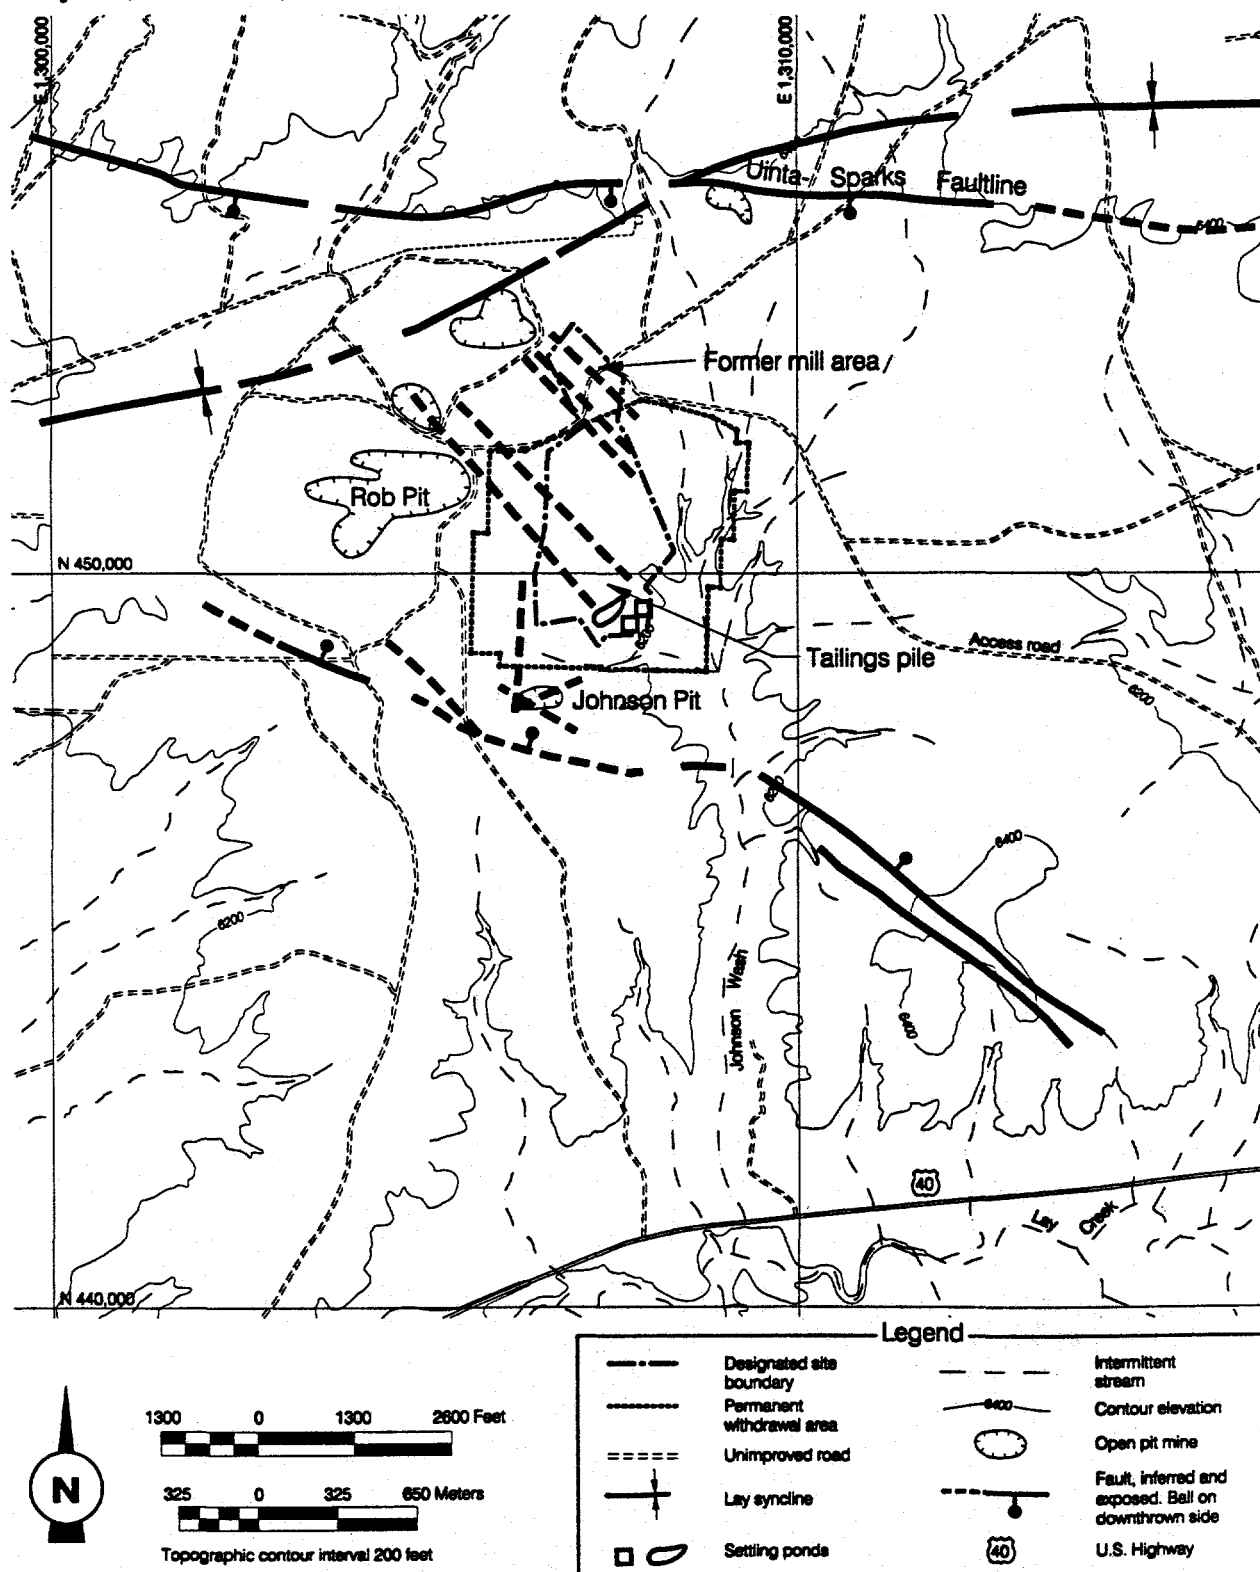 E 1,300,000
E 1,310,000
Uinta- Sparks Faultline
6400
Former mill area
Rob Pit
N 450,000
Access road
Tailings pile
6200
Johnson Pit
6400
6200
Johnson Wash
6400
40
Lay Creek
N 440,000
Legend
Designated site
boundary
Permanent
withdrawal area
Unimproved road
Lay syncline
Settling ponds
Intermittent
stream
6400
Contour elevation
Open pit mine
Fault, inferred and
exposed. Ball on
downthrown side
40
U.S. Highway
N
1300 0 1300 2600 Feet
325 0 325 650 Meters
Topographic contour interval 200 feet